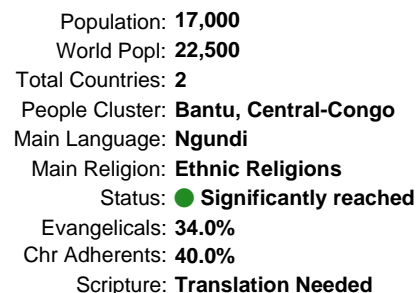 Population: 17,000
World Popl: 22,500
Total Countries: 2
People Cluster: Bantu, Central-Congo
Main Language: Ngundi
Main Religion: Ethnic Religions
Status: Significantly reached
Evangelicals: 34.0%
Chr Adherents: 40.0%
Scripture: Translation Needed